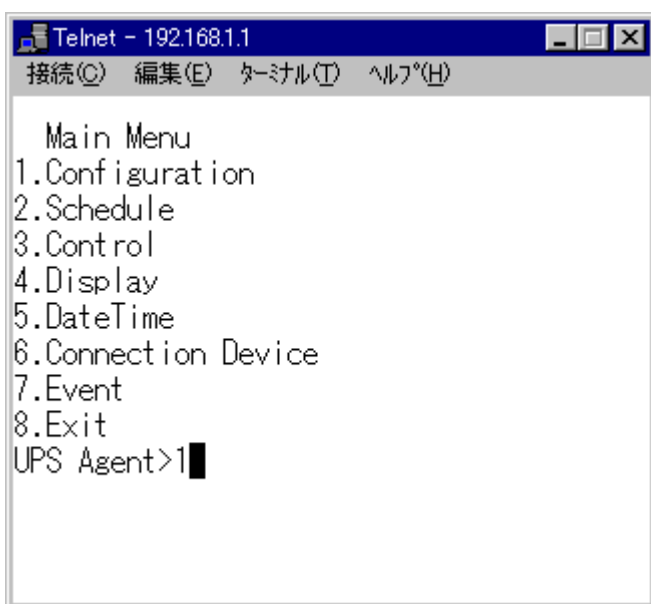 Telnet - 192.168.1.1
接続(C) 編集(E) ﾀｰﾐﾅﾙ(T) ﾍﾙﾌﾟ(H)
Main Menu
1.Configuration
2.Schedule
3.Control
4.Display
5.DateTime
6.Connection Device
7.Event
8.Exit
UPS Agent>1